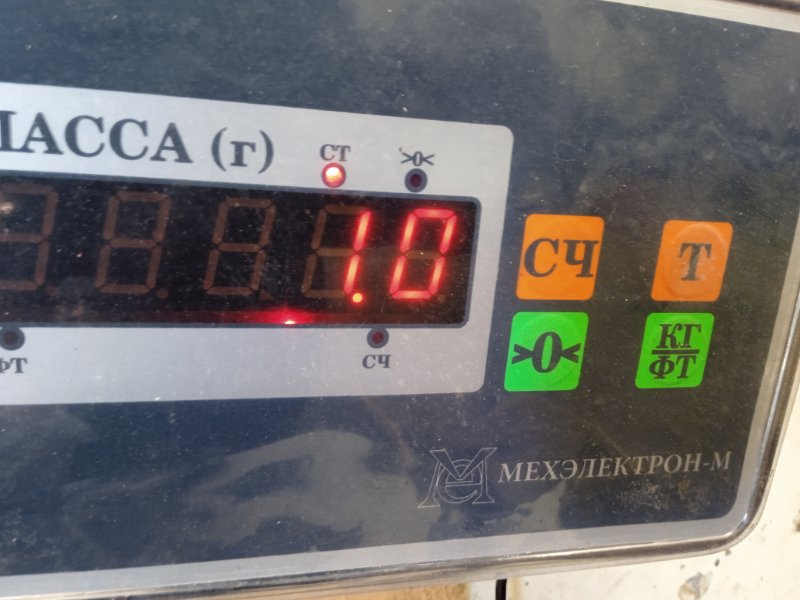 МАССА (г)
СТ >0<
1.0
ФТ СЧ
СЧ Т
>0< КГ
ФТ
МЕХЭЛЕКТРОН-М